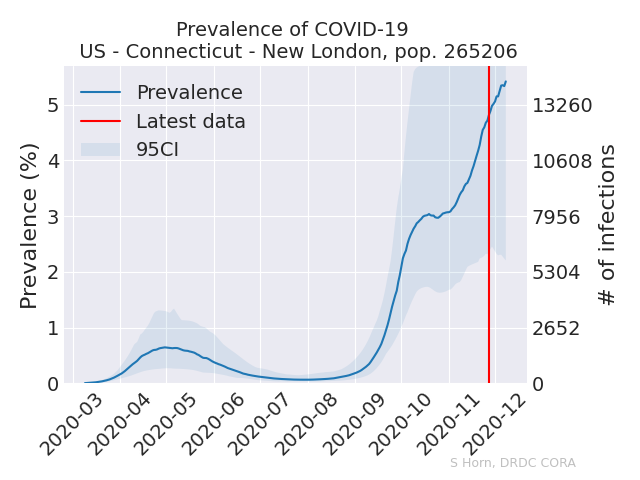 Prevalence of COVID-19
US - Connecticut - New London, pop. 265206
Prevalence
Latest data
95CI
Prevalence (%)
5
4
3
2
1
0
13260
10608
7956
5304
2652
0
# of infections
2020-03
2020-04
2020-05
2020-06
2020-07
2020-08
2020-09
2020-10
2020-11
2020-12
S Horn, DRDC CORA